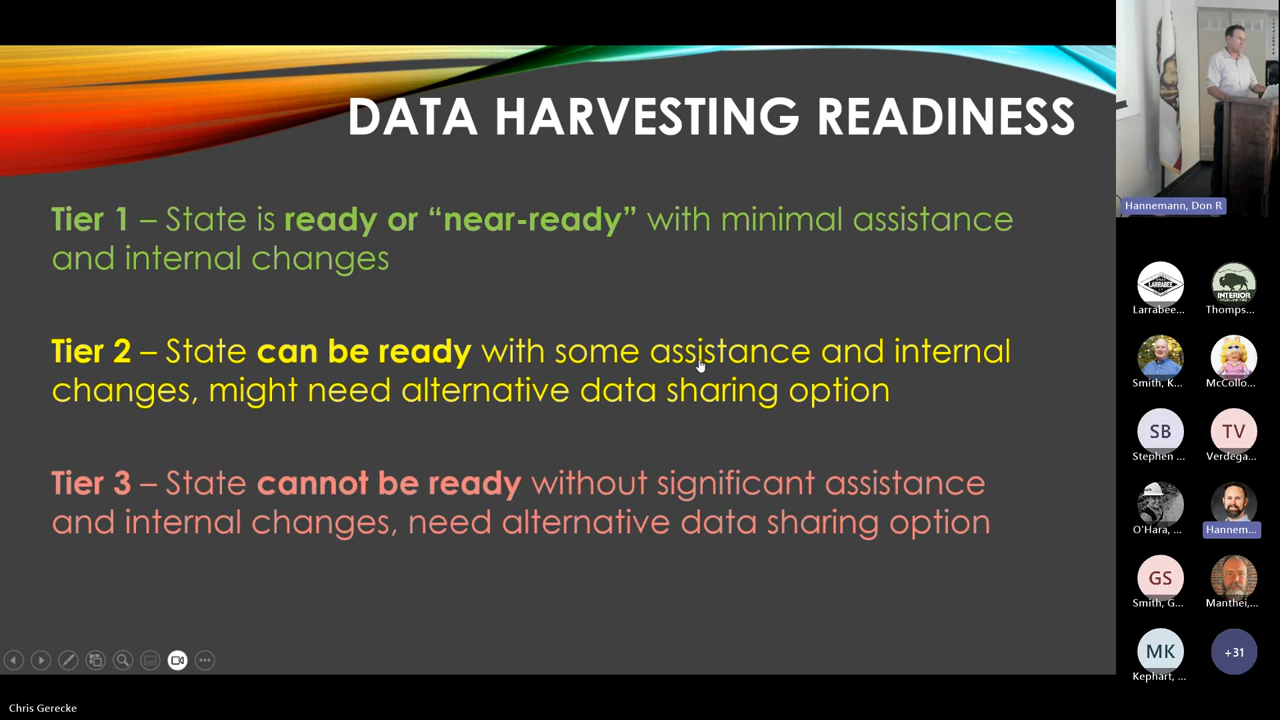 DATA HARVESTING READINESS
Tier 1 – State is ready or “near-ready” with minimal assistance
and internal changes
Tier 2 – State can be ready with some assistance and internal
changes, might need alternative data sharing option
Tier 3 – State cannot be ready without significant assistance
and internal changes, need alternative data sharing option
Hannemann, Don R
LARRABEE
INTERIOR
Larrabee...
Thomps...
Smith, K...
McCollo...
SB
TV
Stephen ...
Verdega...
O'Hara, ...
Hannem...
GS
Smith, G...
Manthei,...
MK
+31
Kephart, ...
Chris Gerecke